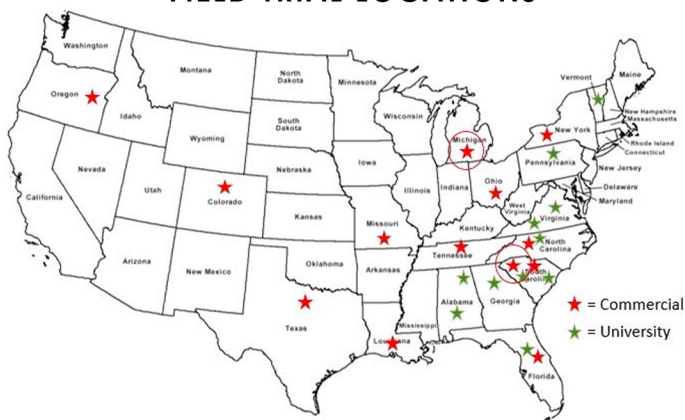 FIELD TRIAL LOCATIONS
Washington
Oregon
Idaho
Montana
North
Dakota
South
Dakota
Minnesota
Wisconsin
Michigan
Vermont
Maine
New Hampshire
Massachusetts
New York
Rhode Island
Connecticut
Pennsylvania
New Jersey
Delaware
Maryland
Wyoming
Nebraska
Iowa
Illinois
Indiana
Ohio
West
Virginia
Virginia
California
Nevada
Utah
Colorado
Kansas
Missouri
Kentucky
North
Carolina
Tennessee
South
Carolina
Arizona
New Mexico
Oklahoma
Arkansas
Texas
Louisiana
Mississippi
Alabama
Georgia
Florida
= Commercial
= University